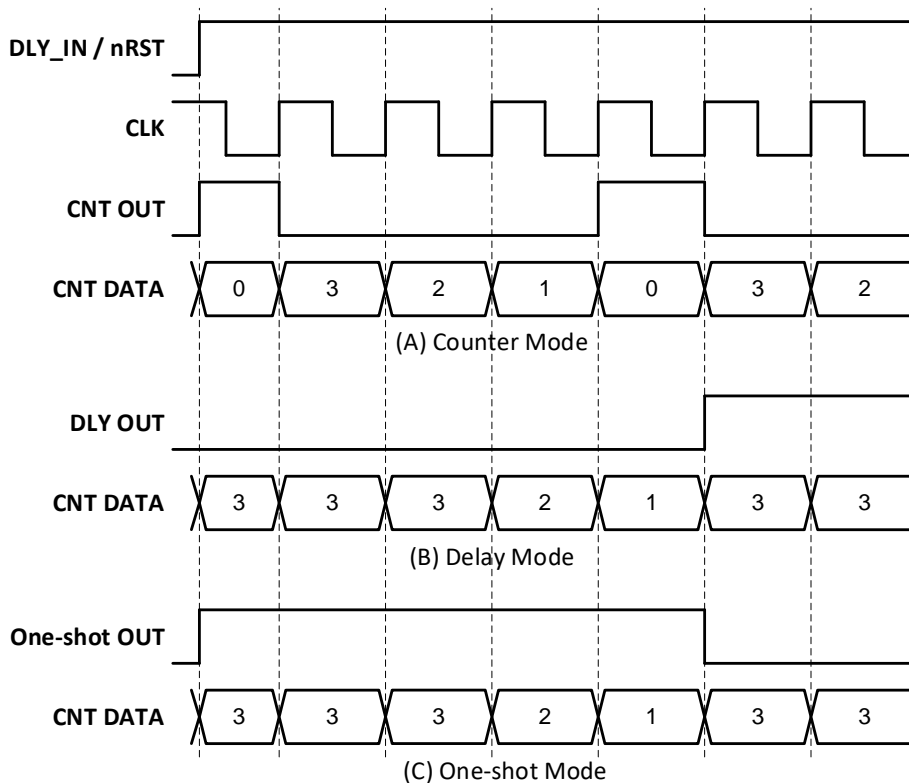 DLY_IN / nRST
CLK
CNT OUT
CNT DATA 0 3 2 1 0 3 2
(A) Counter Mode
DLY OUT
CNT DATA 3 3 3 2 1 3 3
(B) Delay Mode
One-shot OUT
CNT DATA 3 3 3 2 1 3 3
(C) One-shot Mode